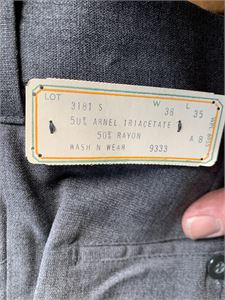 LOT W L
3181 S 38 35
50% ARNEL TRIACETATE
50% RAYON A 8
WASH N WEAR 9333